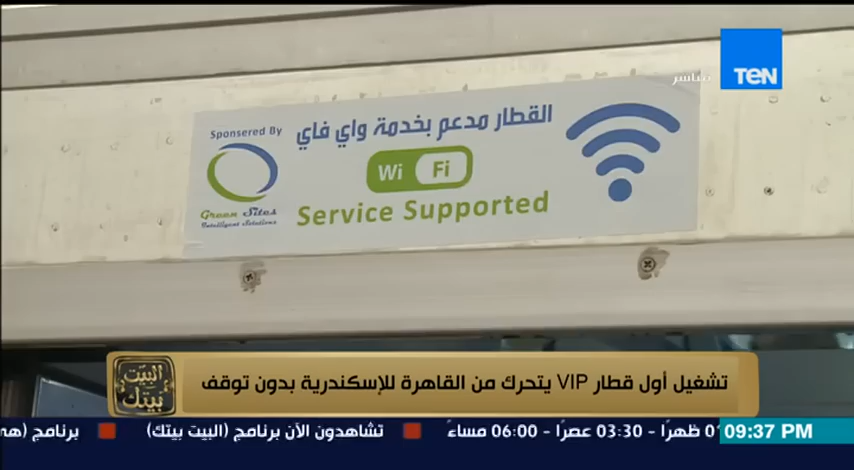 TEN
مباشر
Sponsered By
القطار مدعم بخدمة واي فاي
Wi Fi
Green Sites
Intelligent Solutions
Service Supported
البيت بيتك
تشغيل أول قطار VIP يتحرك من القاهرة للإسكندرية بدون توقف
ظهرًا - 03:30 عصرًا - 06:00 مساءً
تشاهدون الآن برنامج (البيت بيتك)
برنامج
09:37 PM